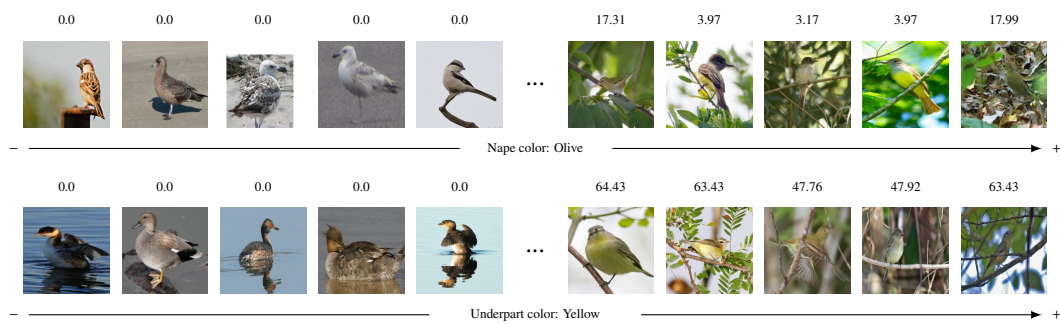 0.0 0.0 0.0 0.0 0.0 17.31 3.97 3.17 3.97 17.99
...
− Nape color: Olive +
0.0 0.0 0.0 0.0 0.0 64.43 63.43 47.76 47.92 63.43
...
− Underpart color: Yellow +